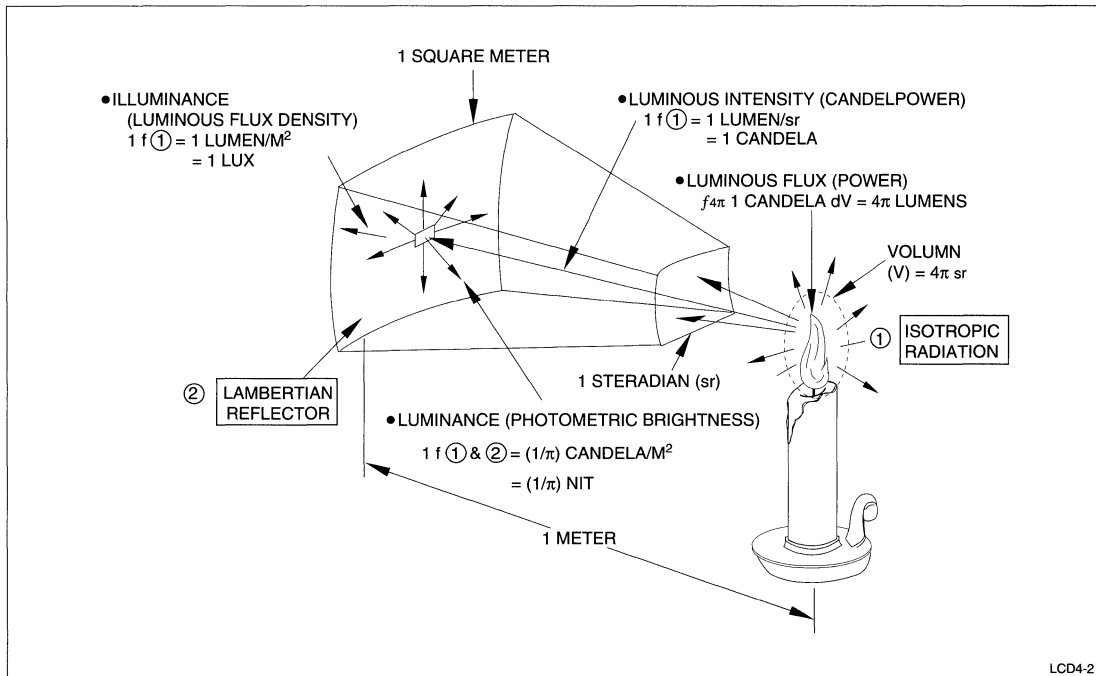 1 SQUARE METER
●ILLUMINANCE
(LUMINOUS FLUX DENSITY)
1 f ① = 1 LUMEN/M²
= 1 LUX
●LUMINOUS INTENSITY (CANDELPOWER)
1 f ① = 1 LUMEN/sr
= 1 CANDELA
●LUMINOUS FLUX (POWER)
ƒ4π 1 CANDELA dV = 4π LUMENS
VOLUMN
(V) = 4π sr
① ISOTROPIC
RADIATION
1 STERADIAN (sr)
② LAMBERTIAN
REFLECTOR
●LUMINANCE (PHOTOMETRIC BRIGHTNESS)
1 f ① & ② = (1/π) CANDELA/M²
= (1/π) NIT
1 METER
LCD4-2